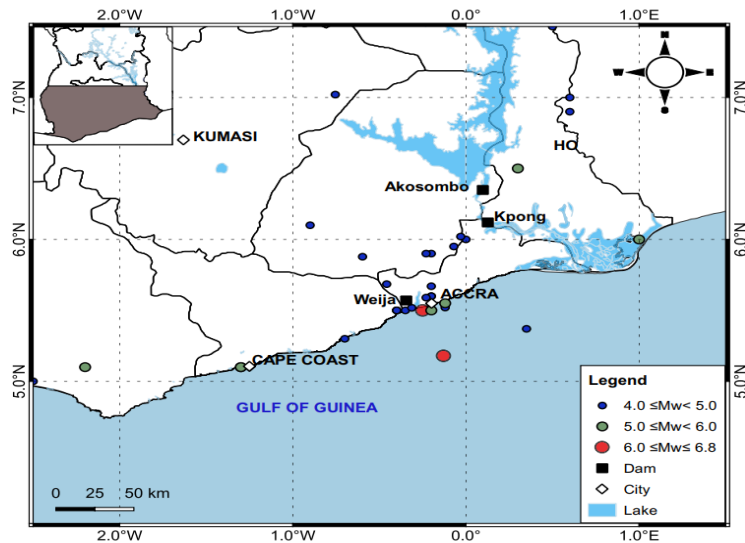 2.0°W
1.0°W
0.0°
1.0°E
7.0°N
7.0°N
KUMASI
HO
Akosombo
Kpong
6.0°N
6.0°N
Weija
ACCRA
CAPE COAST
5.0°N
5.0°N
GULF OF GUINEA
Legend
4.0 ≤Mw< 5.0
5.0 ≤Mw< 6.0
6.0 ≤Mw≤ 6.8
Dam
City
Lake
0 25 50 km
2.0°W
1.0°W
0.0°
1.0°E